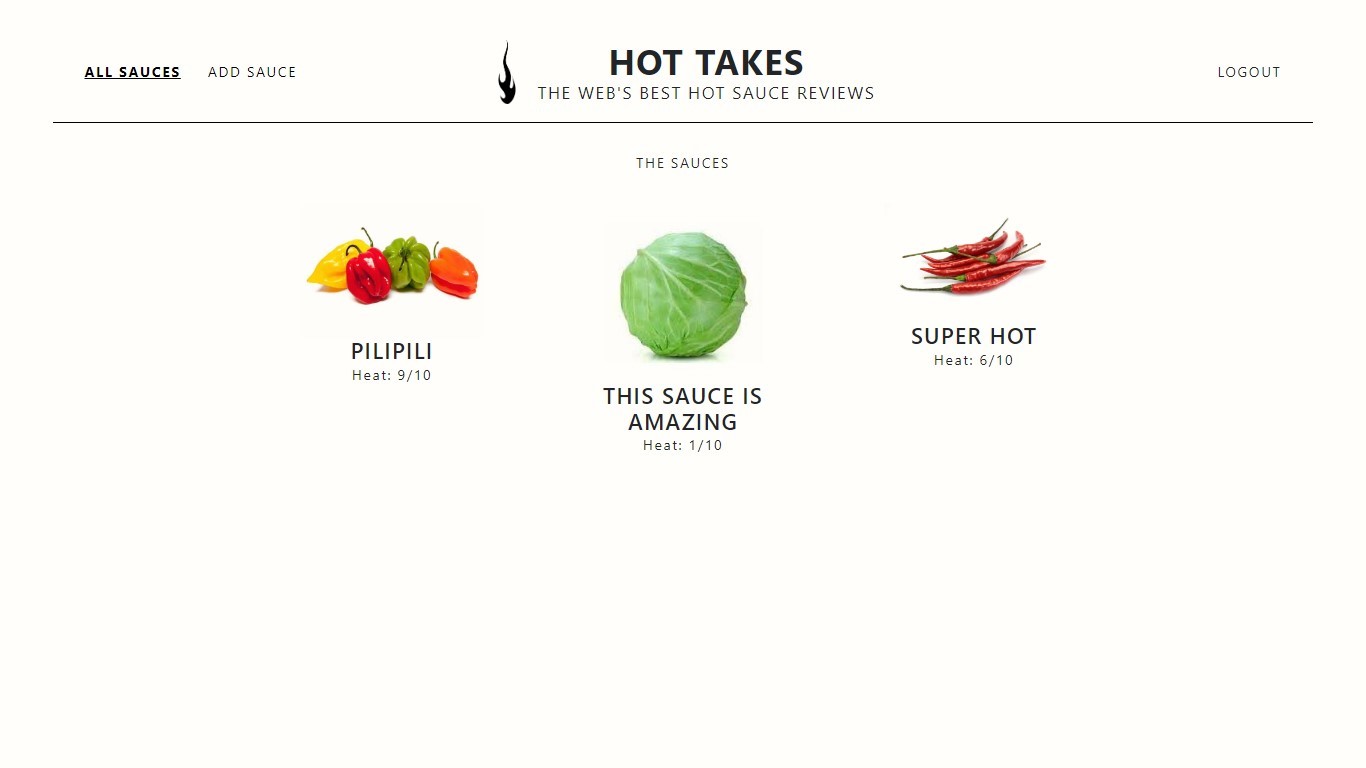 ALL SAUCES
ADD SAUCE
HOT TAKES
THE WEB'S BEST HOT SAUCE REVIEWS
LOGOUT
THE SAUCES
PILIPILI
Heat: 9/10
THIS SAUCE IS
AMAZING
Heat: 1/10
SUPER HOT
Heat: 6/10